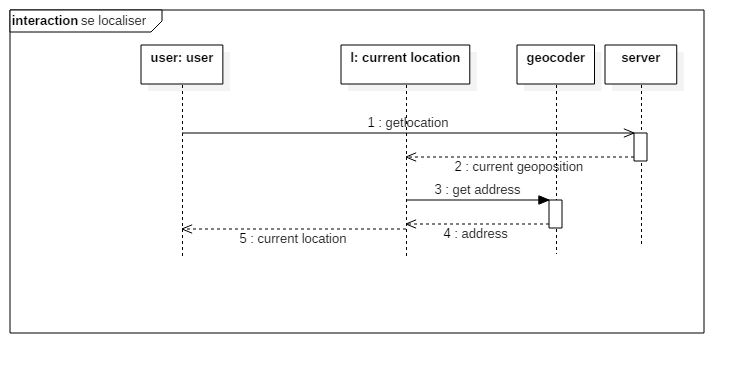 interaction se localiser
user: user
l: current location
geocoder
server
1 : getlocation
2 : current geoposition
3 : get address
4 : address
5 : current location